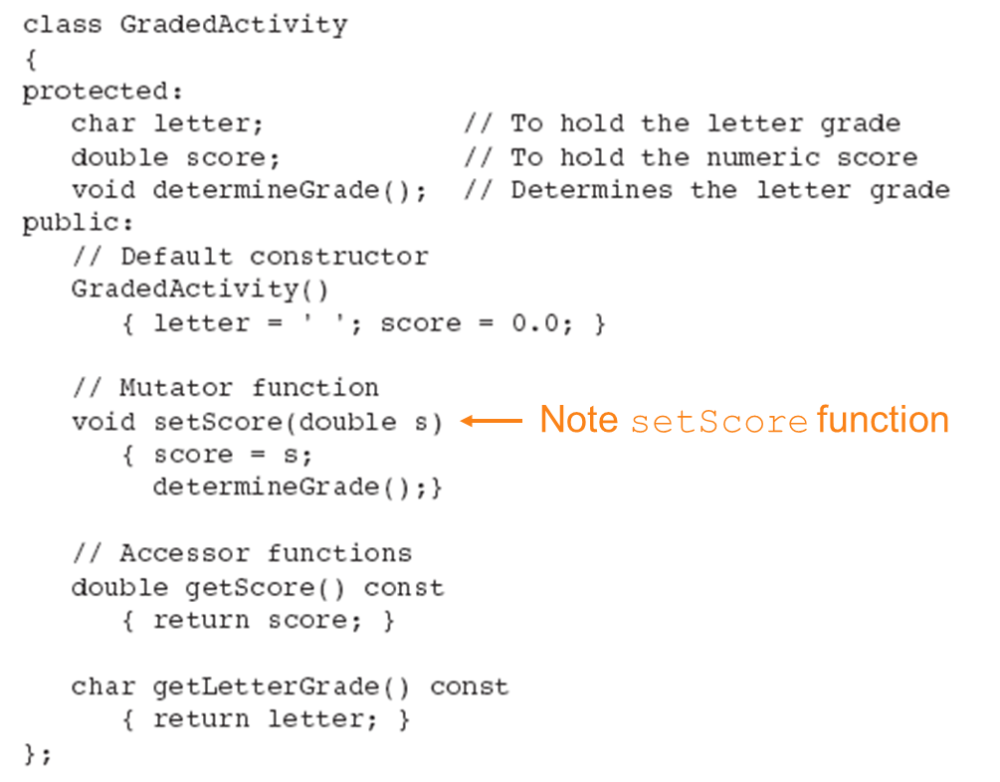 class GradedActivity
{
protected:
   char letter;            // To hold the letter grade
   double score;           // To hold the numeric score
   void determineGrade();  // Determines the letter grade
public:
   // Default constructor
   GradedActivity()
      { letter = ' '; score = 0.0; }
   // Mutator function
   void setScore(double s) Note setScore function
      { score = s;
        determineGrade();}
   // Accessor functions
   double getScore() const
      { return score; }
   char getLetterGrade() const
      { return letter; }
};